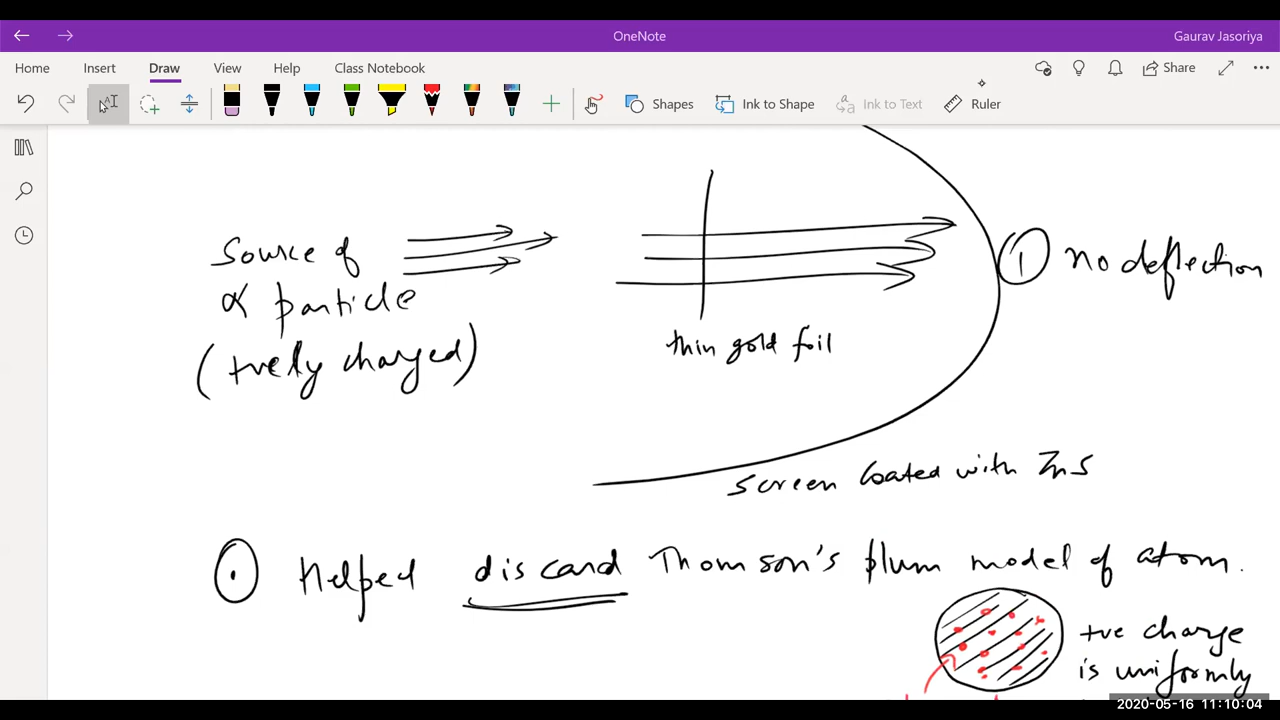 OneNote
Gaurav Jasoriya
Home Insert Draw View Help Class Notebook Share
Shapes Ink to Shape Ink to Text Ruler
Source of
α particle
(+vely charged)
thin gold foil
1 no deflection
screen coated with ZnS
Helped discard Thomson's plum model of atom.
+ve charge
is uniformly
2020-05-16 11:10:04